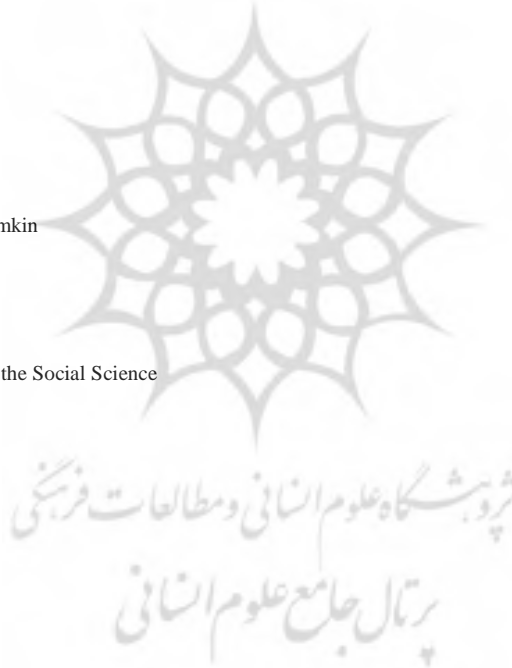 mkin
the Social Science
پژوهشگاه علوم انسانی و مطالعات فرهنگی
پرتال جامع علوم انسانی